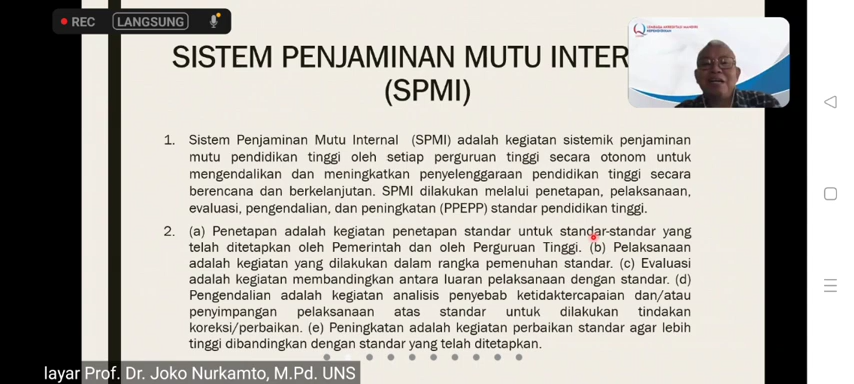 REC
LANGSUNG
SISTEM PENJAMINAN MUTU INTER
(SPMI)
1. Sistem Penjaminan Mutu Internal (SPMI) adalah kegiatan sistemik penjaminan
mutu pendidikan tinggi oleh setiap perguruan tinggi secara otonom untuk
mengendalikan dan meningkatkan penyelenggaraan pendidikan tinggi secara
berencana dan berkelanjutan. SPMI dilakukan melalui penetapan, pelaksanaan,
evaluasi, pengendalian, dan peningkatan (PPEPP) standar pendidikan tinggi.
2. (a) Penetapan adalah kegiatan penetapan standar untuk standar-standar yang
telah ditetapkan oleh Pemerintah dan oleh Perguruan Tinggi. (b) Pelaksanaan
adalah kegiatan yang dilakukan dalam rangka pemenuhan standar. (c) Evaluasi
adalah kegiatan membandingkan antara luaran pelaksanaan dengan standar. (d)
Pengendalian adalah kegiatan analisis penyebab ketidaktercapaian dan/atau
penyimpangan pelaksanaan atas standar untuk dilakukan tindakan
koreksi/perbaikan. (e) Peningkatan adalah kegiatan perbaikan standar agar lebih
tinggi dibandingkan dengan standar yang telah ditetapkan.
layar Prof. Dr. Joko Nurkamto, M.Pd. UNS